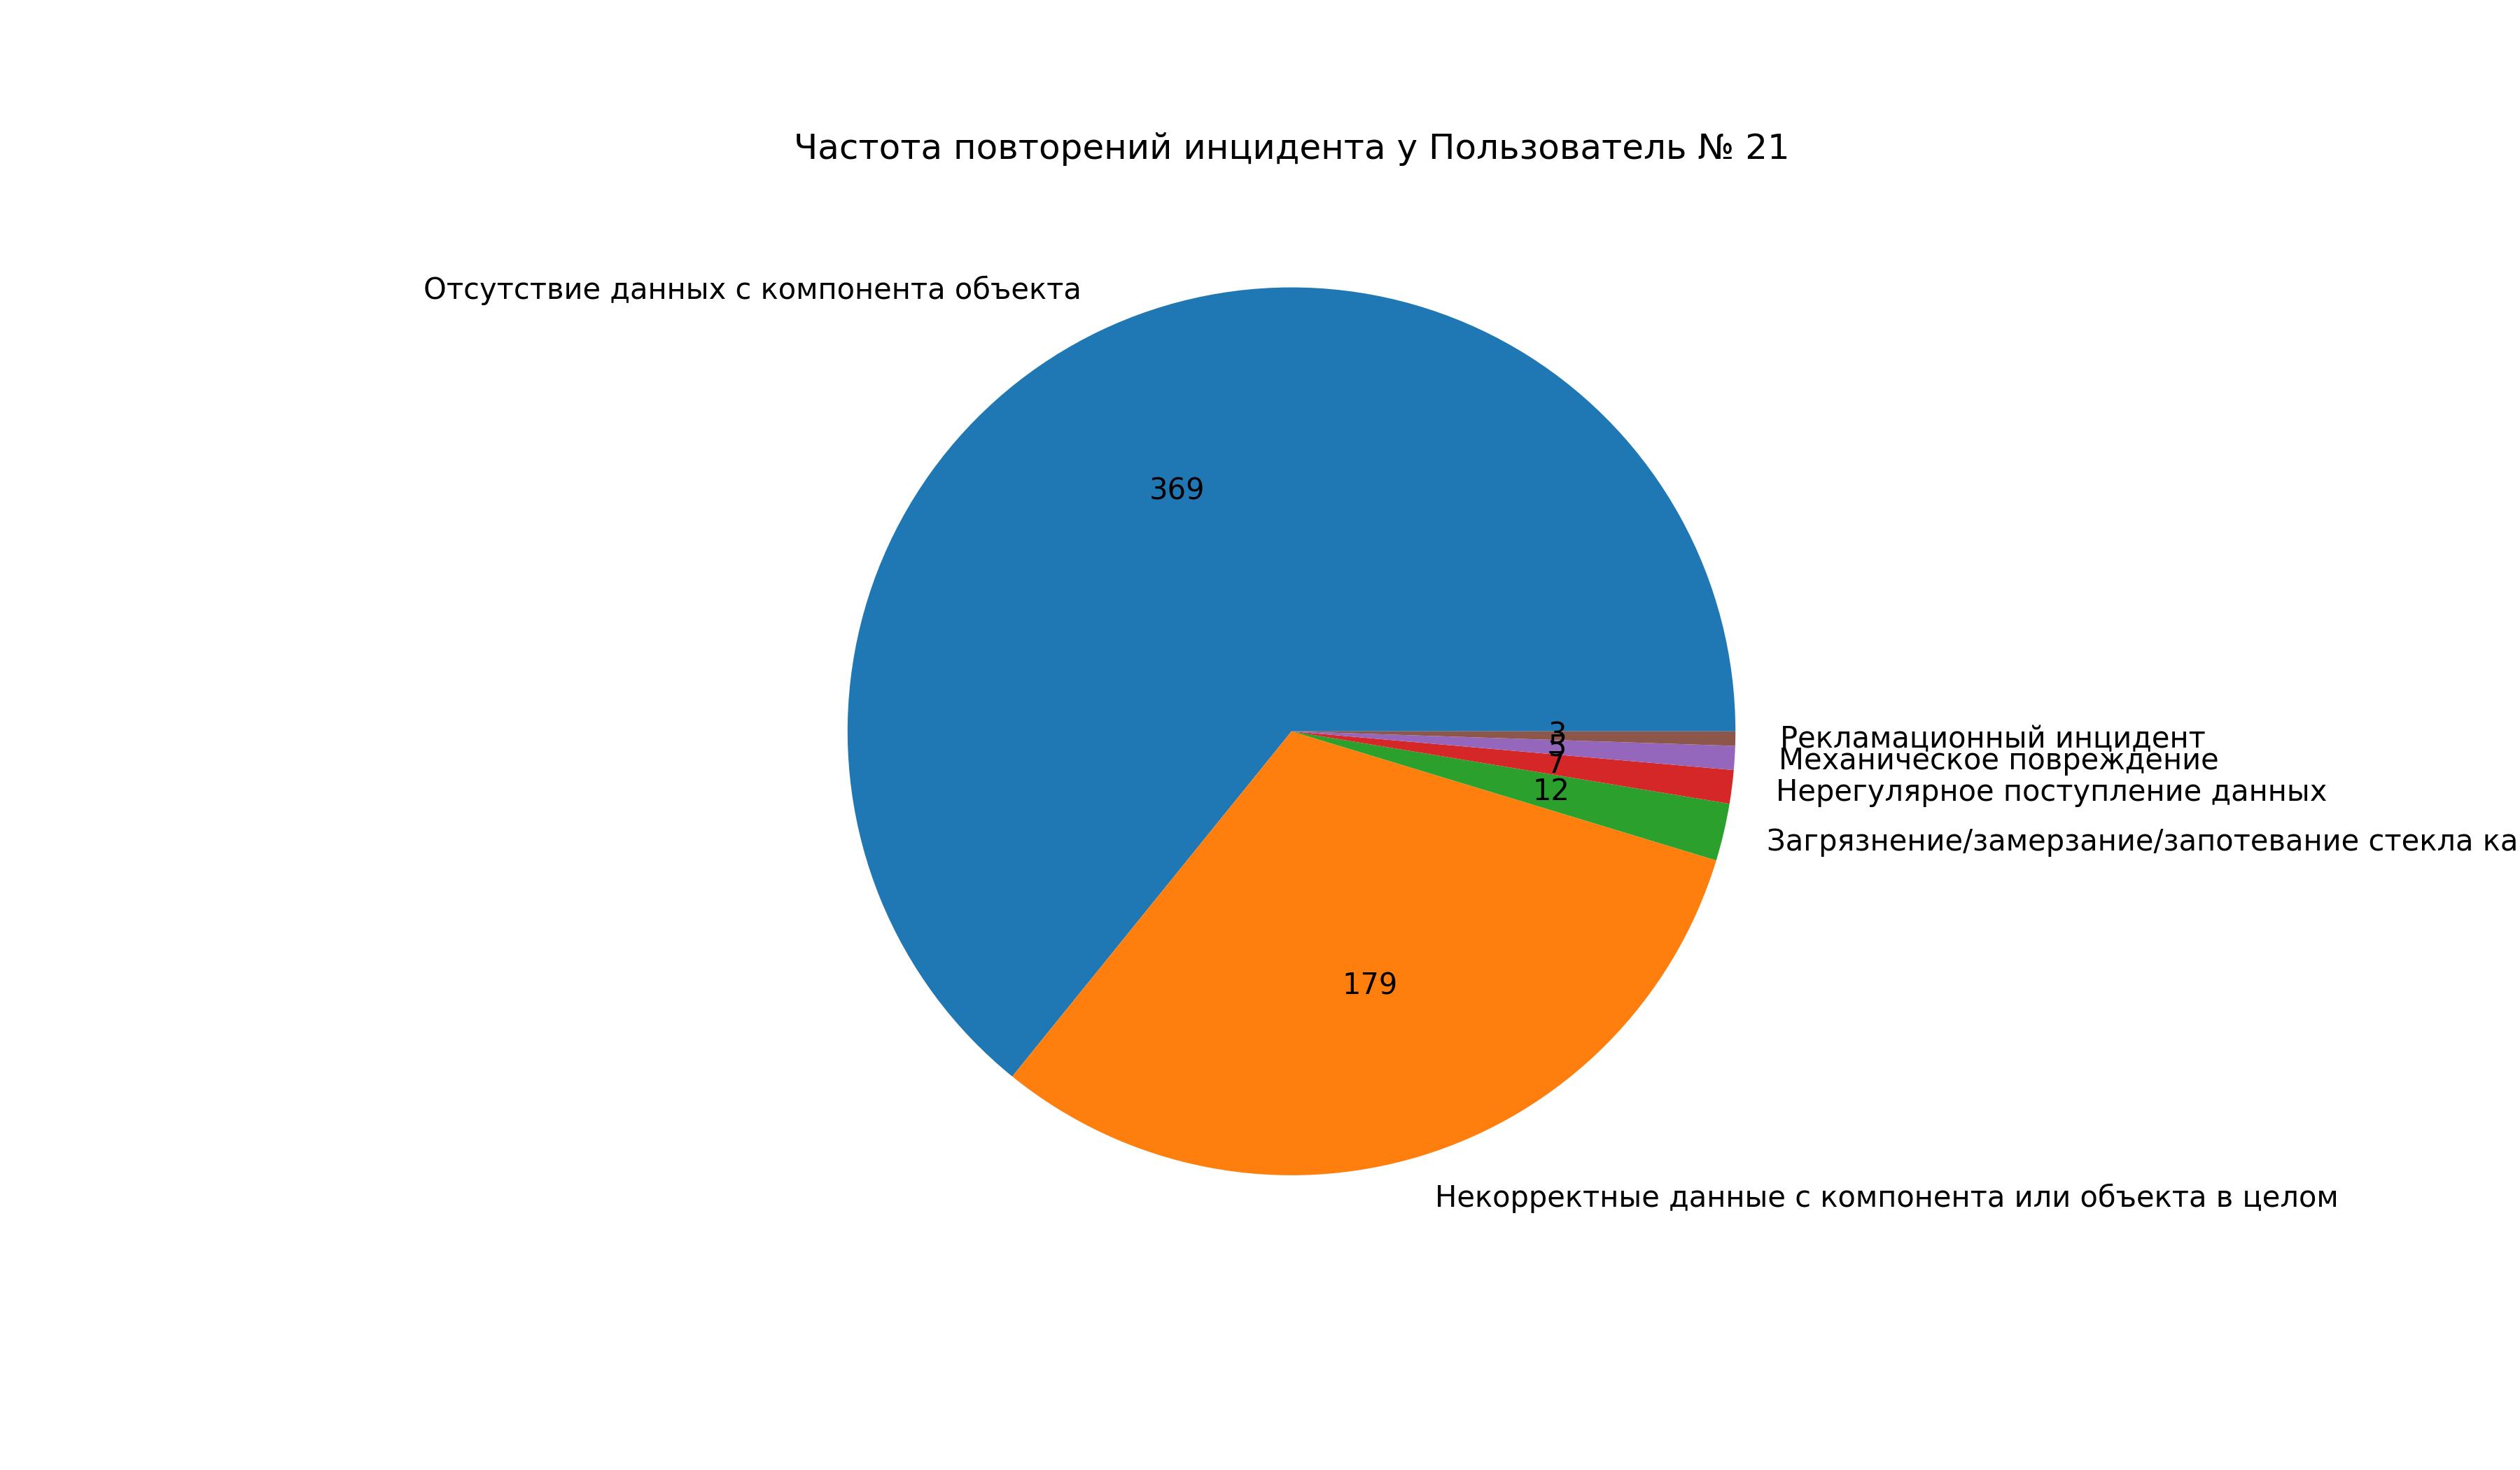 Частота повторений инцидента у Пользователь № 21
Отсутствие данных с компонента объекта
369
3
Рекламационный инцидент
5
Механическое повреждение
7
Нерегулярное поступление данных
12
Загрязнение/замерзание/запотевание стекла ка
179
Некорректные данные с компонента или объекта в целом